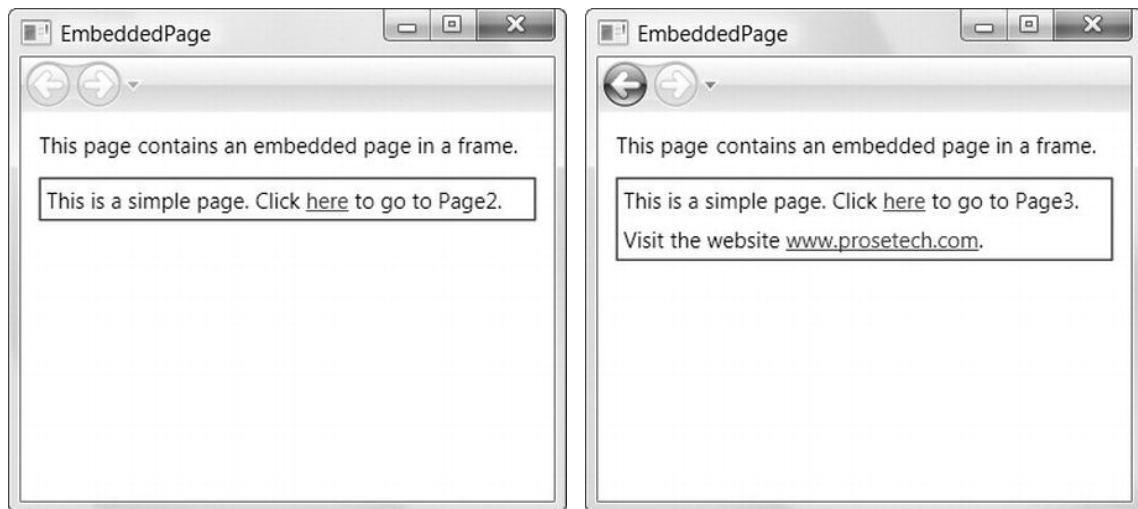 EmbeddedPage
This page contains an embedded page in a frame.
This is a simple page. Click here to go to Page2.
EmbeddedPage
This page contains an embedded page in a frame.
This is a simple page. Click here to go to Page3.
Visit the website www.prosetech.com.